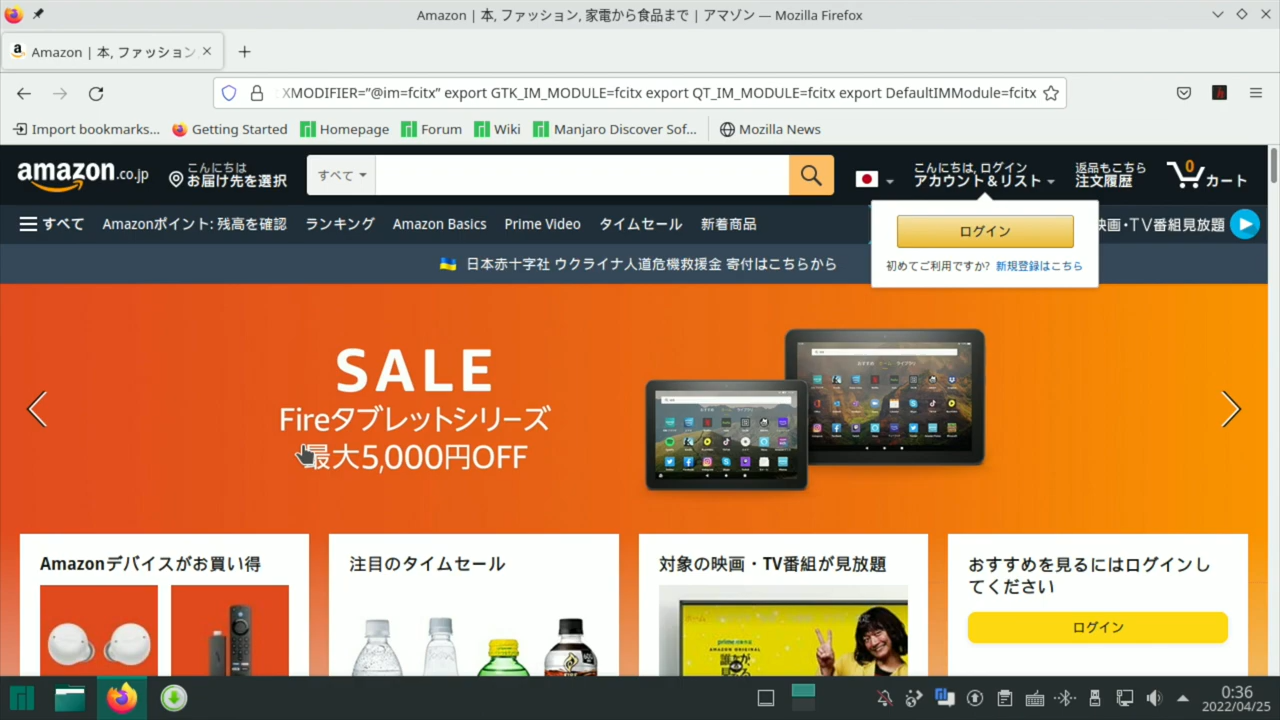 Amazon | 本, ファッション, 家電から食品まで | アマゾン — Mozilla Firefox
Amazon | 本, ファッション
XMODIFIER="@im=fcitx" export GTK_IM_MODULE=fcitx export QT_IM_MODULE=fcitx export DefaultIMModule=fcitx
Import bookmarks... Getting Started Homepage Forum Wiki Manjaro Discover Sof... Mozilla News
amazon.co.jp
こんにちは
お届け先を選択
すべて
こんにちは, ログイン
アカウント&リスト
返品もこちら
注文履歴
0
カート
すべて Amazonポイント: 残高を確認 ランキング Amazon Basics Prime Video タイムセール 新着商品
映画・TV番組見放題
ログイン
初めてご利用ですか? 新規登録はこちら
日本赤十字社 ウクライナ人道危機救援金 寄付はこちらから
SALE
Fireタブレットシリーズ
最大5,000円OFF
Amazonデバイスがお買い得
注目のタイムセール
対象の映画・TV番組が見放題
prime video
AMAZON ORIGINAL
誰かが
見る
おすすめを見るにはログインし
てください
ログイン
0:36
2022/04/25